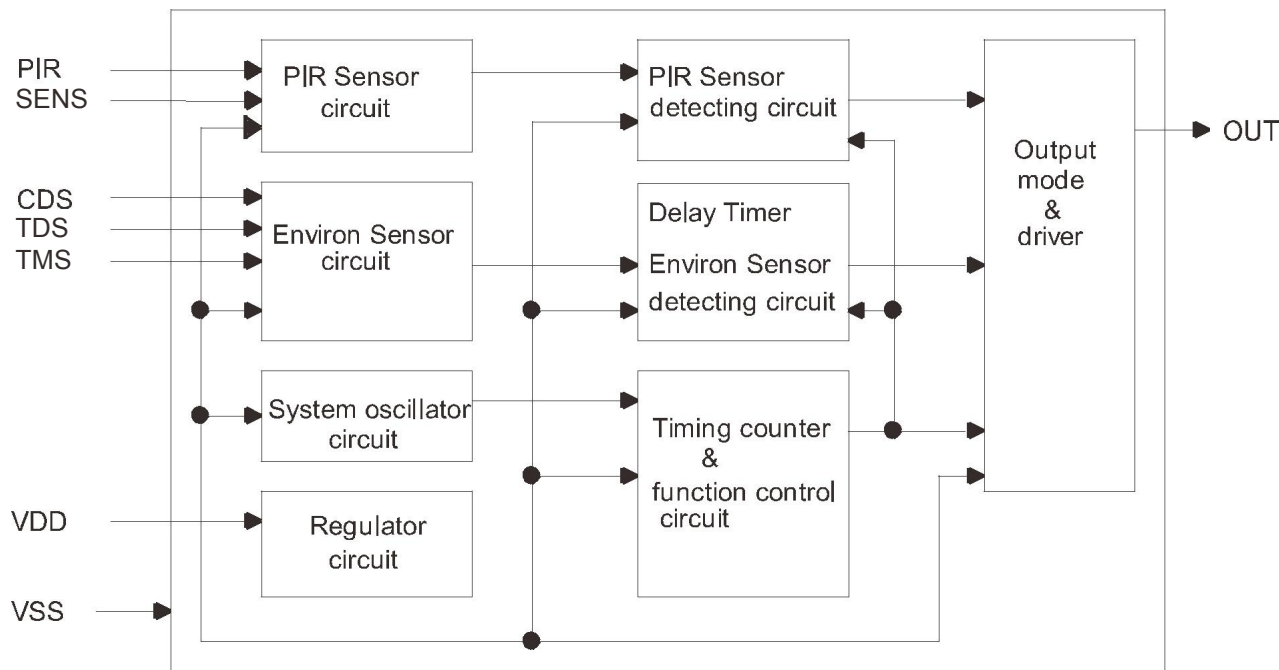 PIR
SENS
PIR Sensor
circuit
PIR Sensor
detecting circuit
OUT
Output
mode
&
driver
CDS
TDS
TMS
Environ Sensor
circuit
Delay Timer
Environ Sensor
detecting circuit
System oscillator
circuit
Timing counter
&
function control
circuit
VDD
Regulator
circuit
VSS